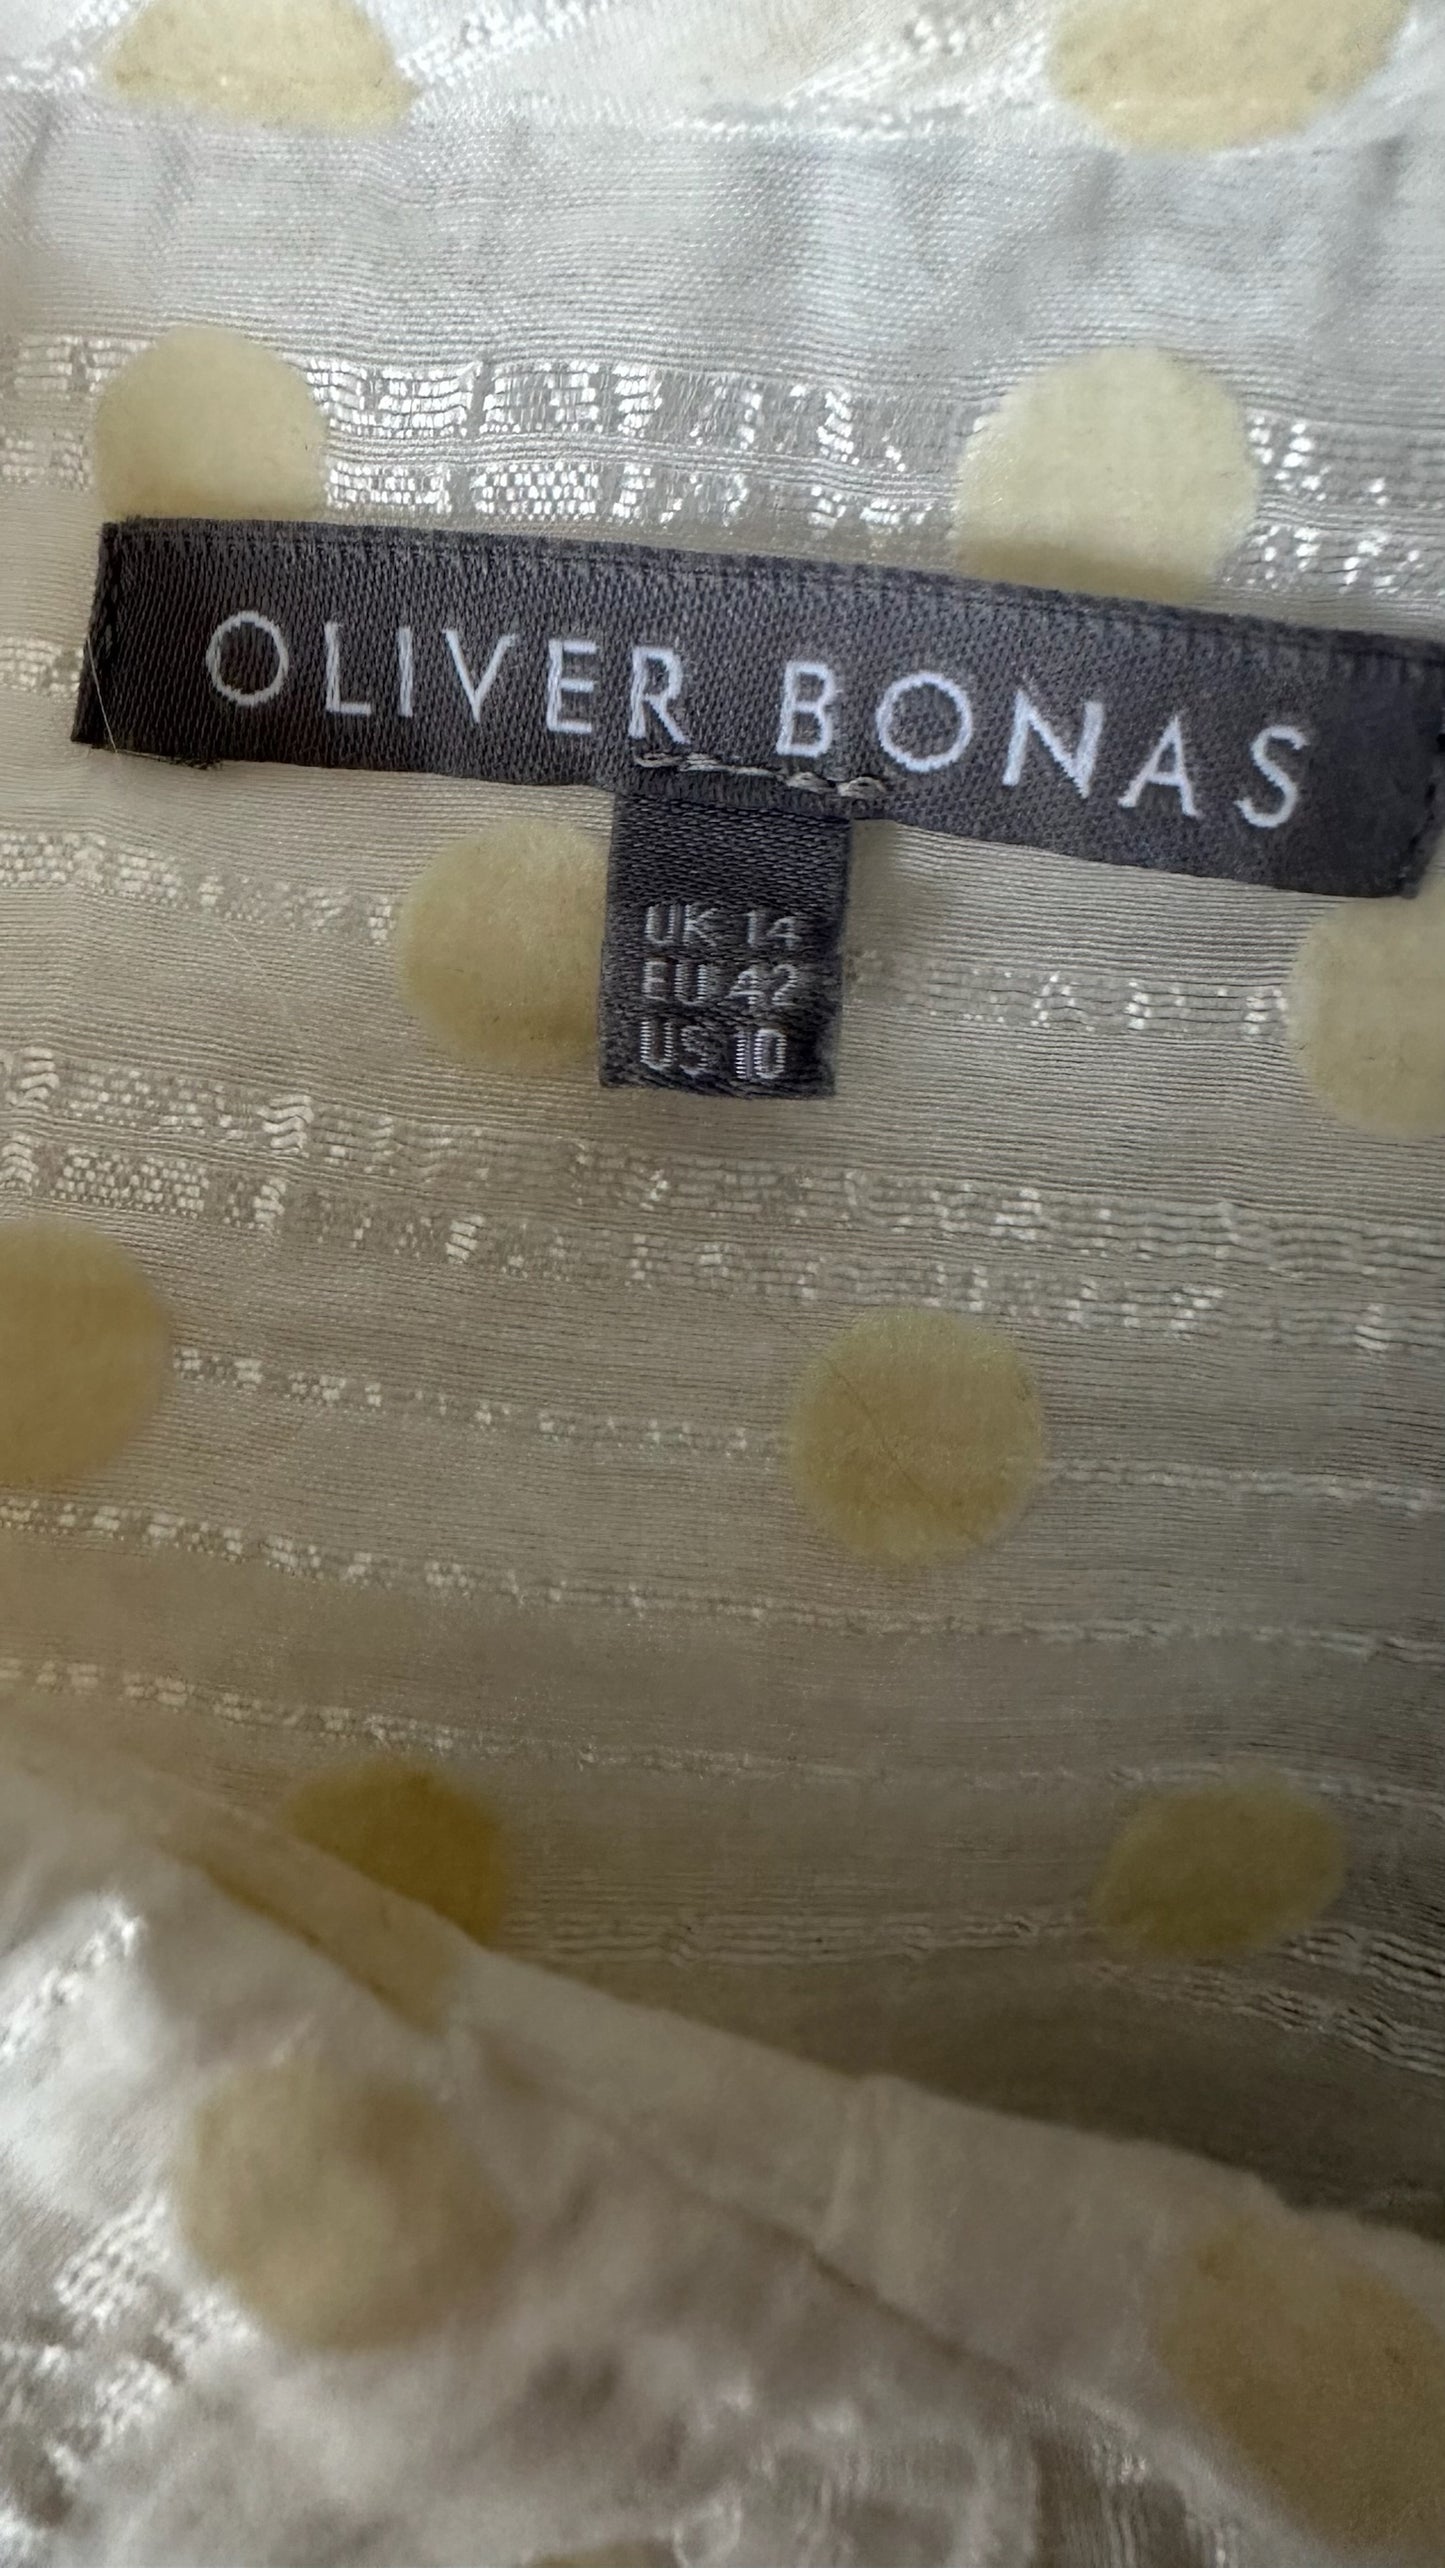 OLIVER BONAS
UK 14
EU 42
US 10